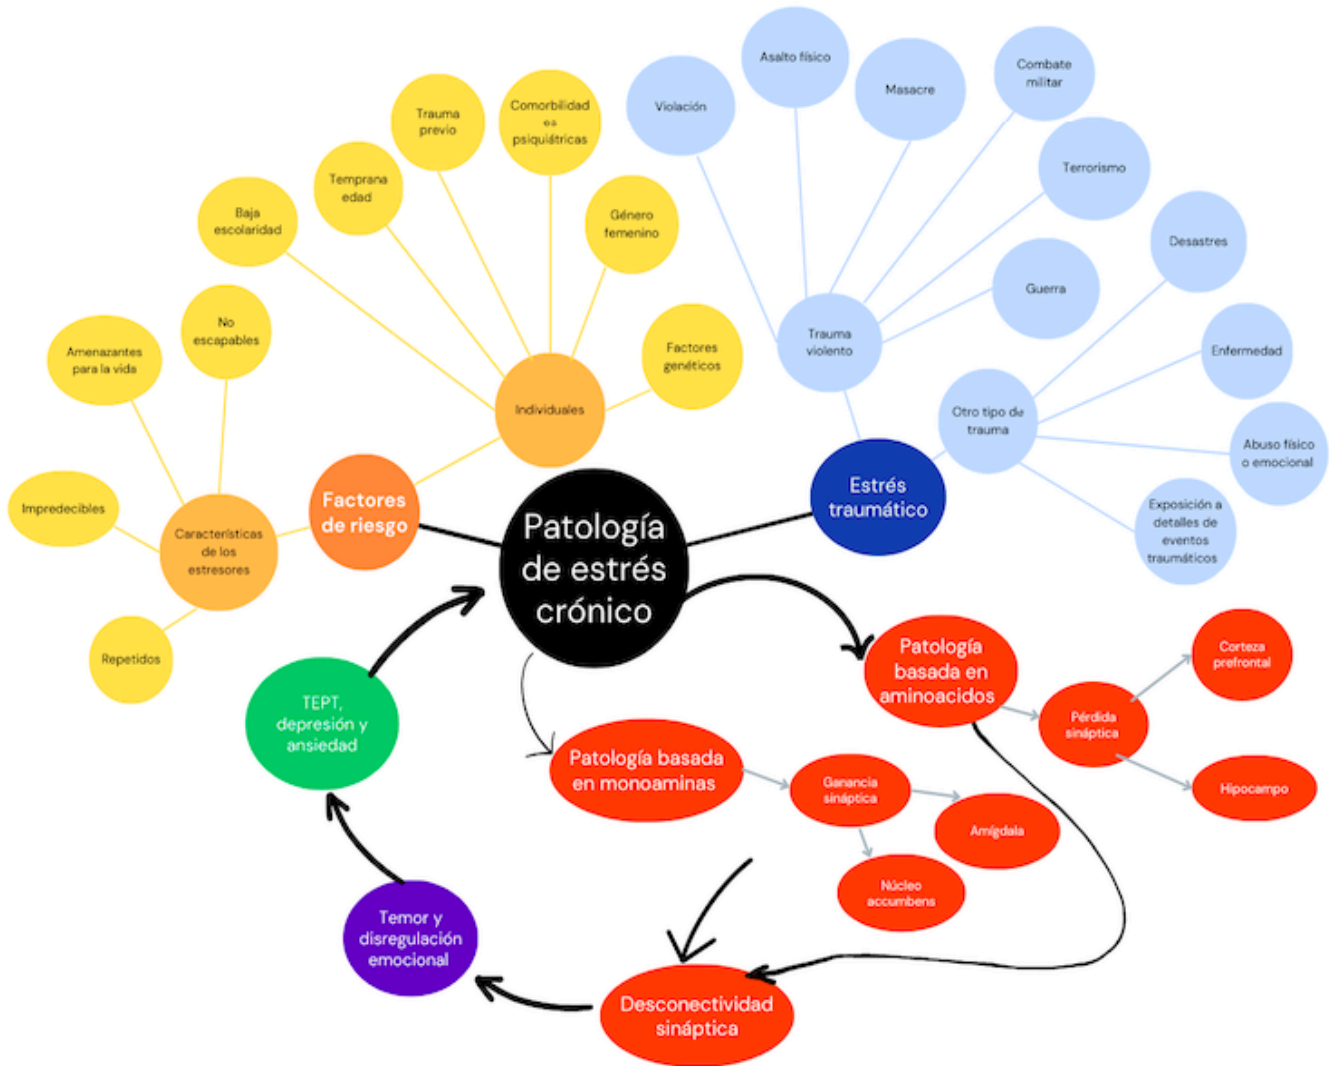 Asalto físico
Combate
militar
Masacre
Violación
Trauma
previo
Comorbilidad
es
psiquiátricas
Terrorismo
Temprana
edad
Baja
escolaridad
Género
femenino
Desastres
Guerra
No
escapables
Amenazantes
para la vida
Factores
genéticos
Trauma
violento
Enfermedad
Individuales
Otro tipo de
trauma
Abuso físico
o emocional
Impredecibles
Características
de los
estresores
Factores
de riesgo
Patología
de estrés
crónico
Estrés
traumático
Exposición a
detalles de
eventos
traumáticos
Repetidos
TEPT,
depresión y
ansiedad
Patología
basada en
aminoacidos
Corteza
prefrontal
Pérdida
sináptica
Hipocampo
Patología basada
en monoaminas
Ganancia
sináptica
Amígdala
Núcleo
accumbens
Temor y
disregulación
emocional
Desconectividad
sináptica